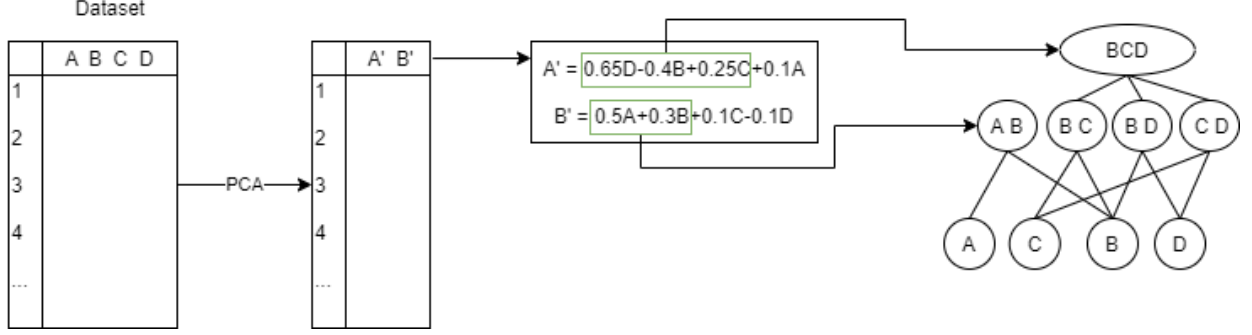 Dataset
A B C D
1
2
3
4
...
PCA
A' B'
1
2
3
4
...
A' = 0.65D-0.4B+0.25C+0.1A
B' = 0.5A+0.3B+0.1C-0.1D
BCD
A B
B C
B D
C D
A
C
B
D